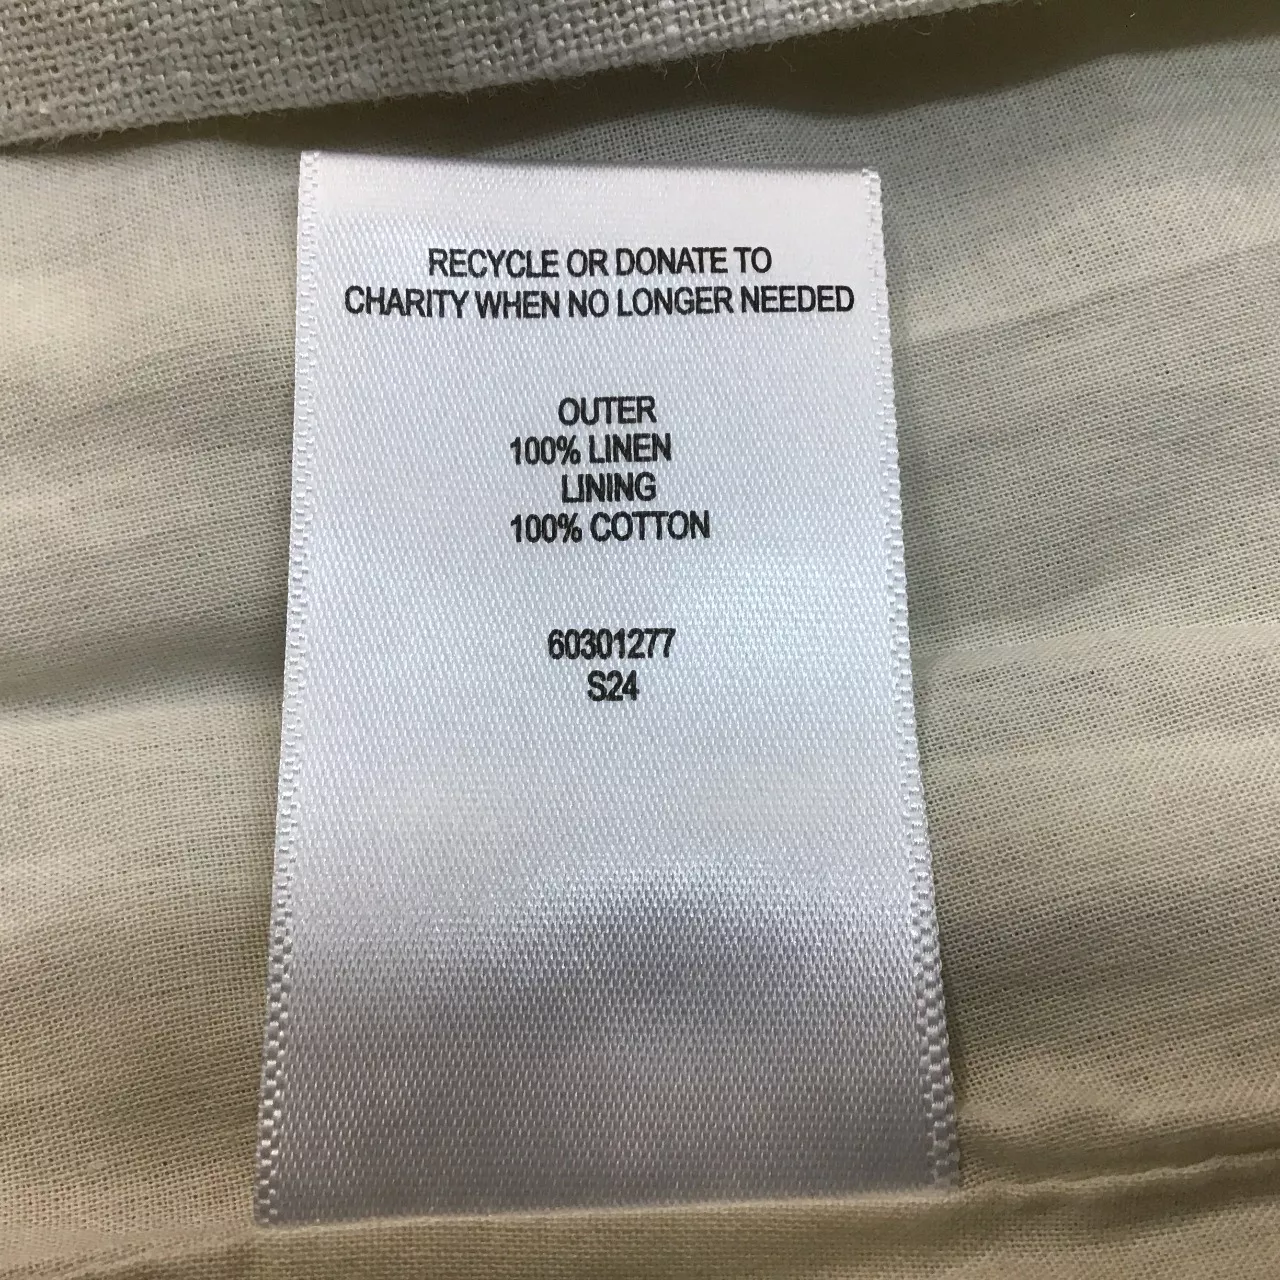 RECYCLE OR DONATE TO
CHARITY WHEN NO LONGER NEEDED
OUTER
100% LINEN
LINING
100% COTTON
60301277
S24